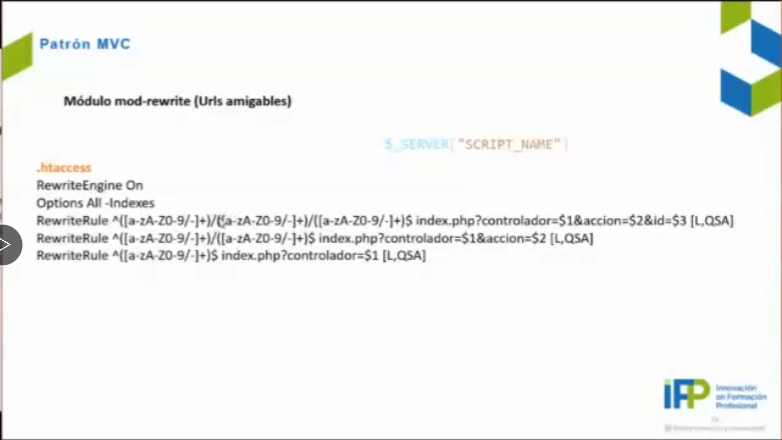 Patrón MVC
Módulo mod-rewrite (Urls amigables)
$_SERVER["SCRIPT_NAME"]
.htaccess
RewriteEngine On
Options All -Indexes
RewriteRule ^([a-zA-Z0-9/-]+)/([a-zA-Z0-9/-]+)/([a-zA-Z0-9/-]+)$ index.php?controlador=$1&accion=$2&id=$3 [L,QSA]
RewriteRule ^([a-zA-Z0-9/-]+)/([a-zA-Z0-9/-]+)$ index.php?controlador=$1&accion=$2 [L,QSA]
RewriteRule ^([a-zA-Z0-9/-]+)$ index.php?controlador=$1 [L,QSA]
iFP
Innovación
en Formación
Profesional